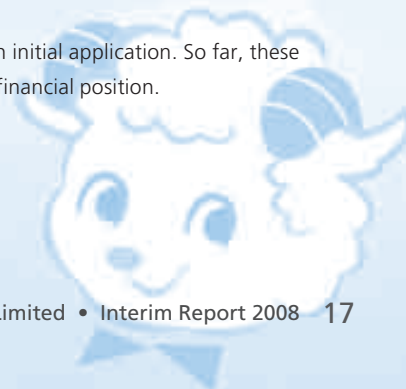 initial application. So far, these
financial position.
Limited • Interim Report 2008 17